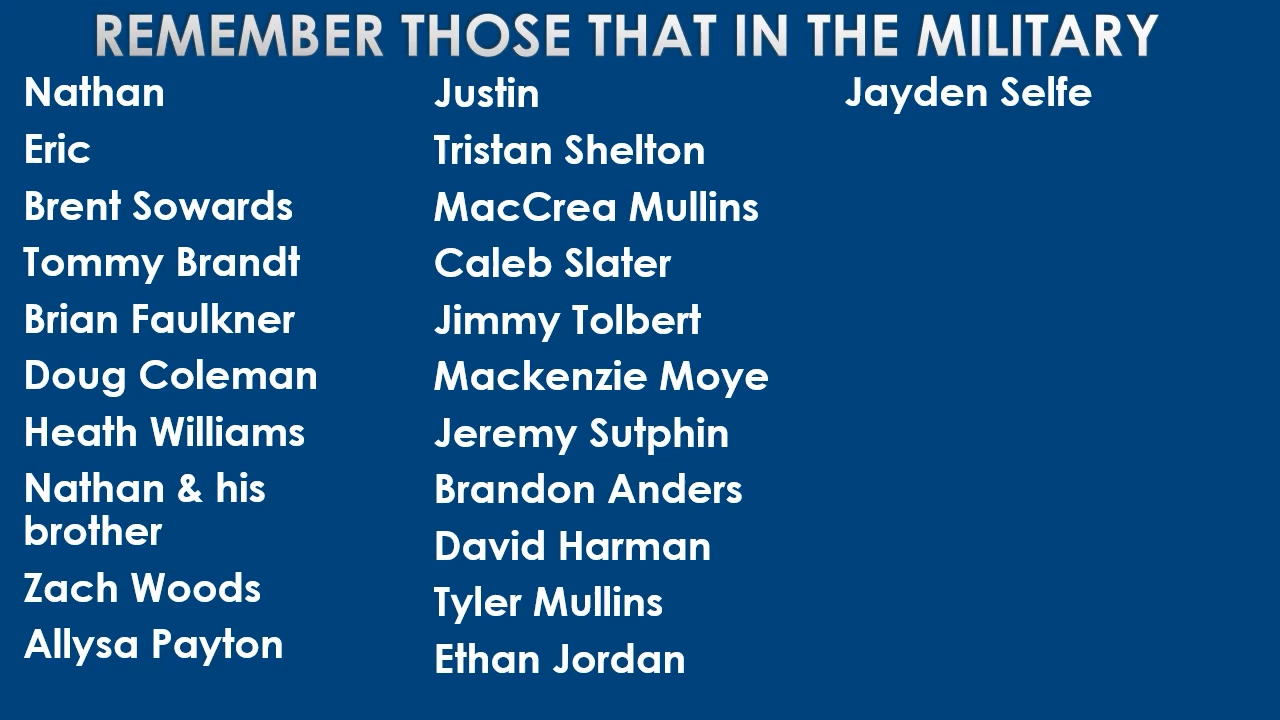 REMEMBER THOSE THAT IN THE MILITARY
Nathan
Eric
Brent Sowards
Tommy Brandt
Brian Faulkner
Doug Coleman
Heath Williams
Nathan & his
brother
Zach Woods
Allysa Payton
Justin
Tristan Shelton
MacCrea Mullins
Caleb Slater
Jimmy Tolbert
Mackenzie Moye
Jeremy Sutphin
Brandon Anders
David Harman
Tyler Mullins
Ethan Jordan
Jayden Selfe